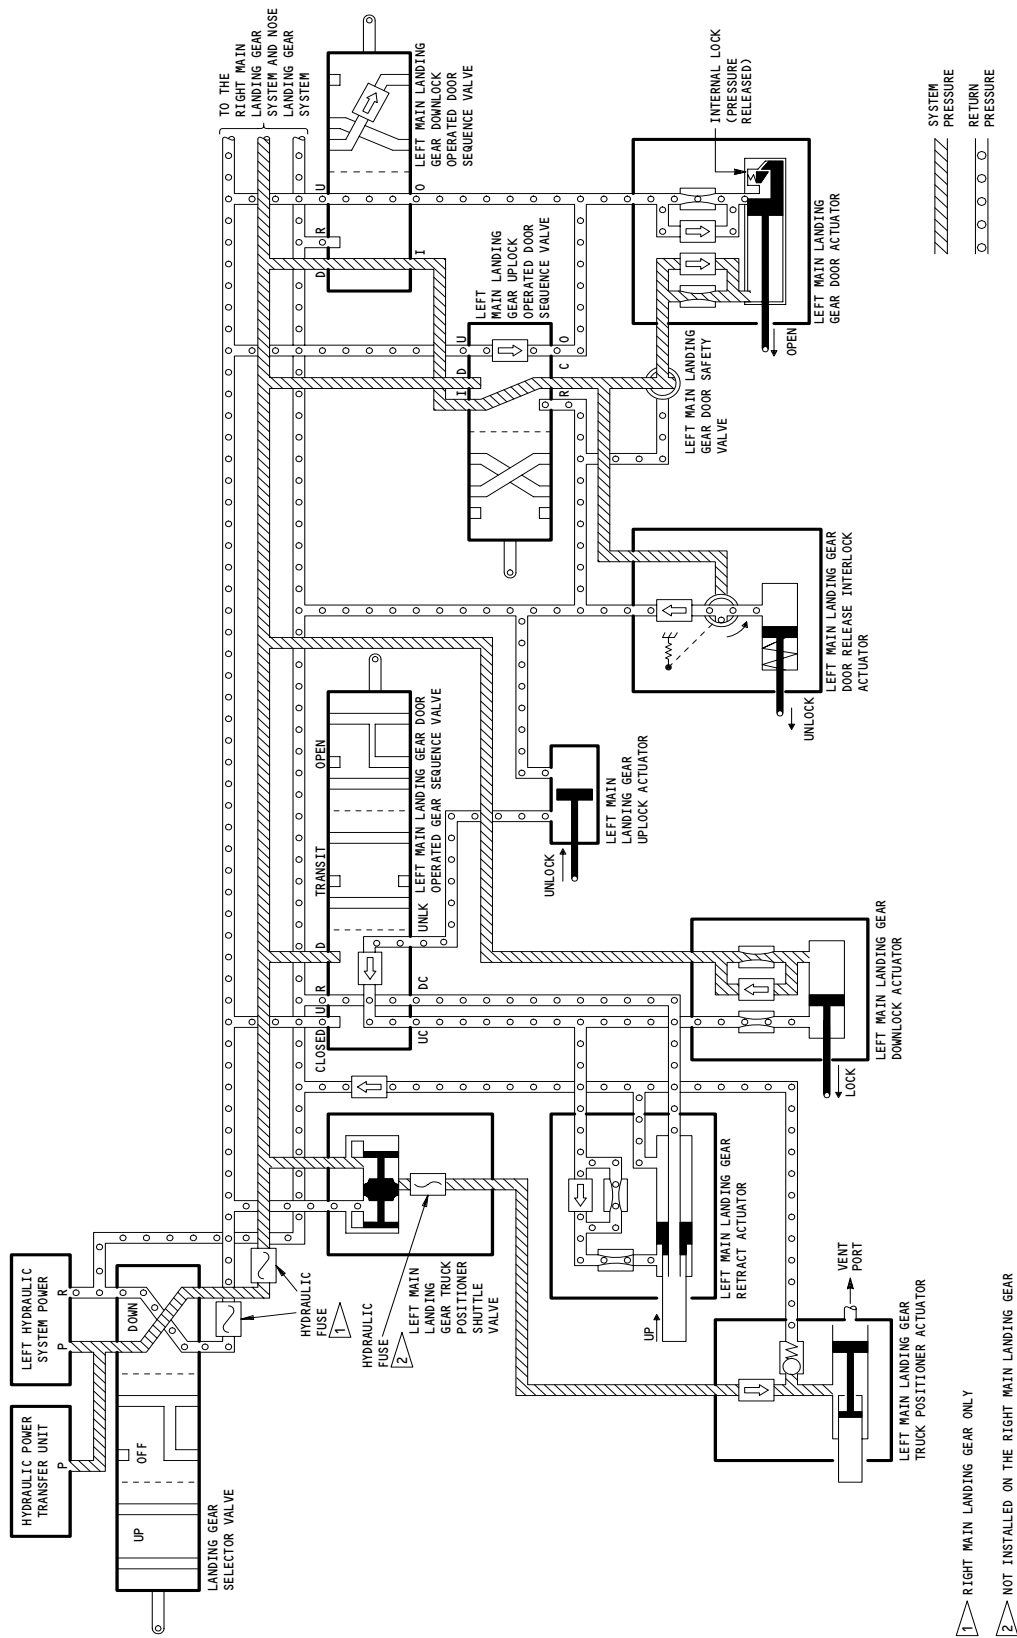 HYDRAULIC POWER
TRANSFER UNIT
P
LEFT HYDRAULIC
SYSTEM POWER
P
R
UP
OFF
DOWN
LANDING GEAR
SELECTOR VALVE
HYDRAULIC
FUSE
1
HYDRAULIC
FUSE
2
LEFT MAIN
LANDING
GEAR TRUCK
POSITIONER
SHUTTLE
VALVE
CLOSED
U
R
D
TRANSIT
OPEN
UC
DC
UNLK
LEFT MAIN LANDING GEAR DOOR
OPERATED GEAR SEQUENCE VALVE
TO THE
RIGHT MAIN
LANDING GEAR
SYSTEM AND NOSE
LANDING GEAR
SYSTEM
D
R
U
I
O
LEFT MAIN LANDING
GEAR DOWNLOCK
OPERATED DOOR
SEQUENCE VALVE
LEFT
MAIN LANDING
GEAR UPLOCK
OPERATED DOOR
SEQUENCE VALVE
I
D
U
R
C
O
UP
LEFT MAIN LANDING GEAR
RETRACT ACTUATOR
UNLOCK
LEFT MAIN
LANDING GEAR
UPLOCK ACTUATOR
LEFT MAIN LANDING
GEAR DOOR SAFETY
VALVE
INTERNAL LOCK
(PRESSURE
RELEASED)
OPEN
LEFT MAIN LANDING
GEAR DOOR ACTUATOR
UNLOCK
LEFT MAIN LANDING GEAR
DOOR RELEASE INTERLOCK
ACTUATOR
LOCK
LEFT MAIN LANDING GEAR
DOWNLOCK ACTUATOR
VENT
PORT
LEFT MAIN LANDING GEAR
TRUCK POSITIONER ACTUATOR
SYSTEM
PRESSURE
RETURN
PRESSURE
1 RIGHT MAIN LANDING GEAR ONLY
2 NOT INSTALLED ON THE RIGHT MAIN LANDING GEAR